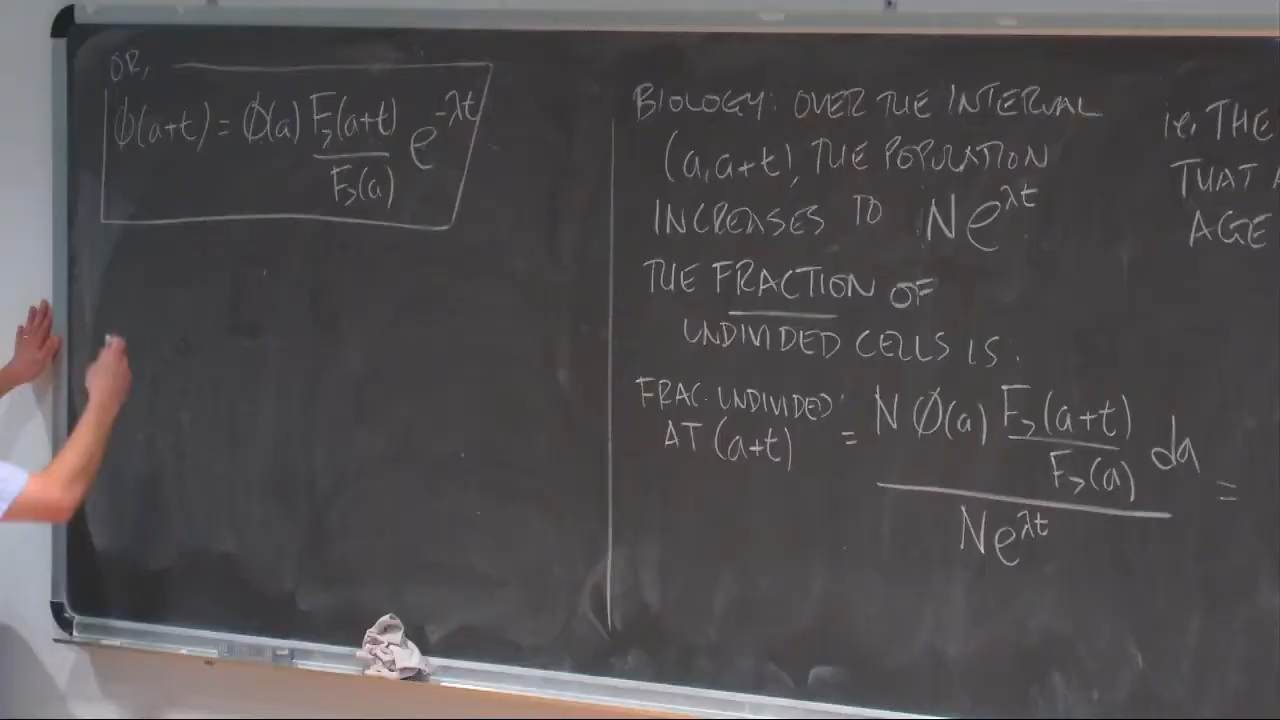 OR,
ϕ(a+t) = ϕ(a) F>(a+t) / F>(a) e^-λt
BIOLOGY: OVER THE INTERVAL
(a, a+t), THE POPULATION
INCREASES TO Ne^λt
THE FRACTION OF
UNDIVIDED CELLS IS:
FRAC. UNDIVIDED
AT (a+t) = N ϕ(a) F>(a+t) / F>(a) da / Ne^λt =
i.e. THE
THAT
AGE